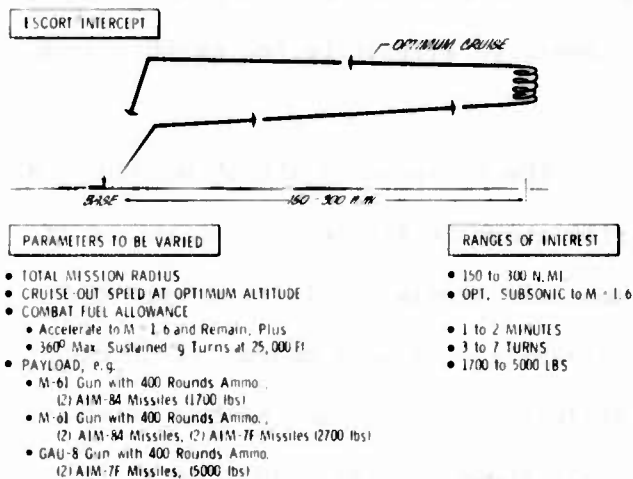 ESCORT INTERCEPT
OPTIMUM CRUISE
BASE
150 - 300 n.mi.
PARAMETERS TO BE VARIED
• TOTAL MISSION RADIUS
• CRUISE-OUT SPEED AT OPTIMUM ALTITUDE
• COMBAT FUEL ALLOWANCE
• Accelerate to M = 1.6 and Remain, Plus
• 360° Max. Sustained g Turns at 25,000 Ft
• PAYLOAD, e.g.
• M-61 Gun with 400 Rounds Ammo.,
(2) AIM-84 Missiles (1700 lbs)
• M-61 Gun with 400 Rounds Ammo.,
(2) AIM-84 Missiles, (2) AIM-7F Missiles (2700 lbs)
• GAU-8 Gun with 400 Rounds Ammo.
(2) AIM-7F Missiles, (5000 lbs)
RANGES OF INTEREST
• 150 to 300 N.MI
• OPT. SUBSONIC to M = 1.6
• 1 to 2 MINUTES
• 3 to 7 TURNS
• 1700 to 5000 LBS